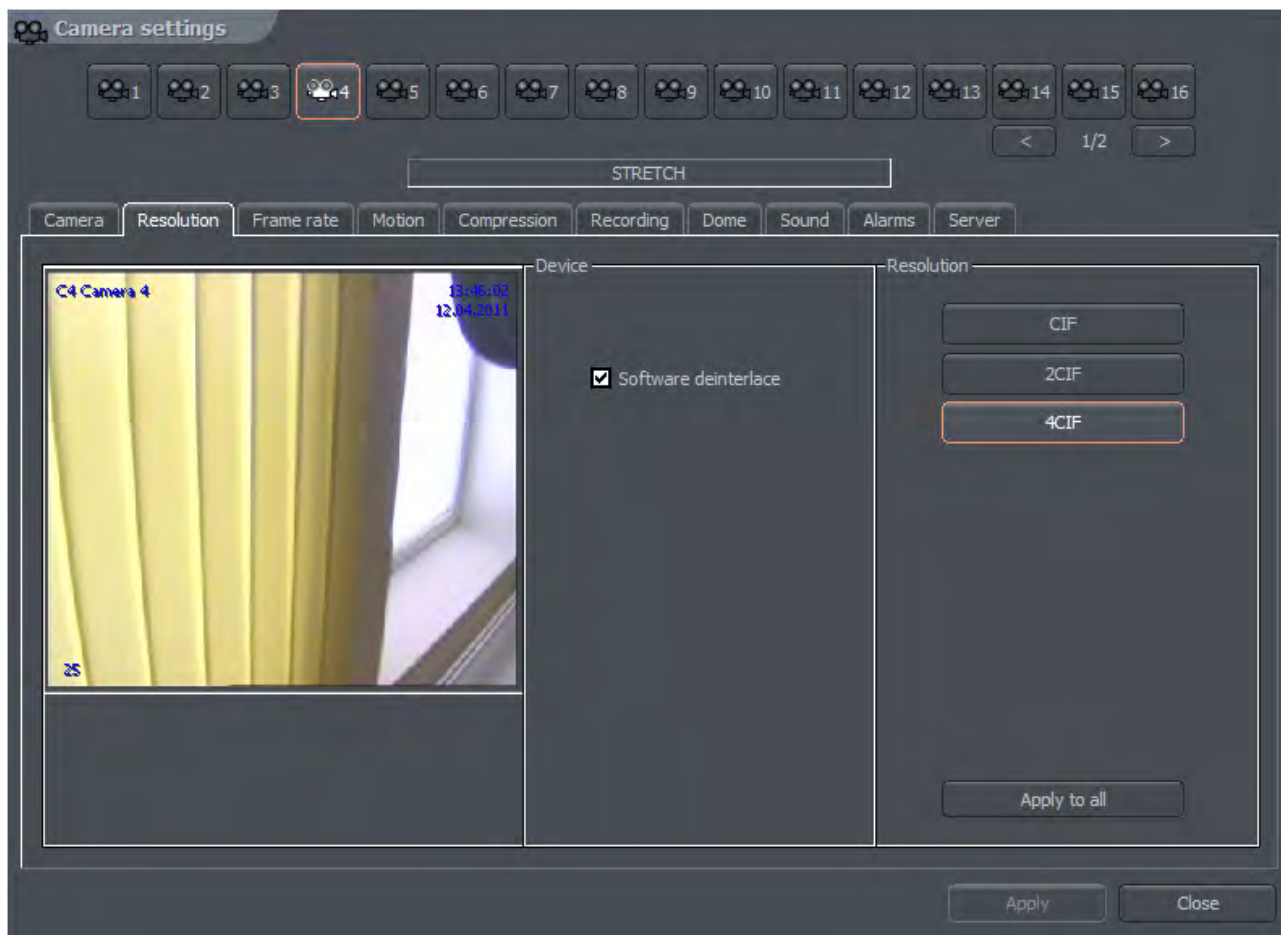 Camera settings
1 2 3 4 5 6 7 8 9 10 11 12 13 14 15 16
< 1/2 >
STRETCH
Camera Resolution Frame rate Motion Compression Recording Dome Sound Alarms Server
C4 Camera 4
13:46:02
12.04.2011
25
Device
Software deinterlace
Resolution
CIF
2CIF
4CIF
Apply to all
Apply Close